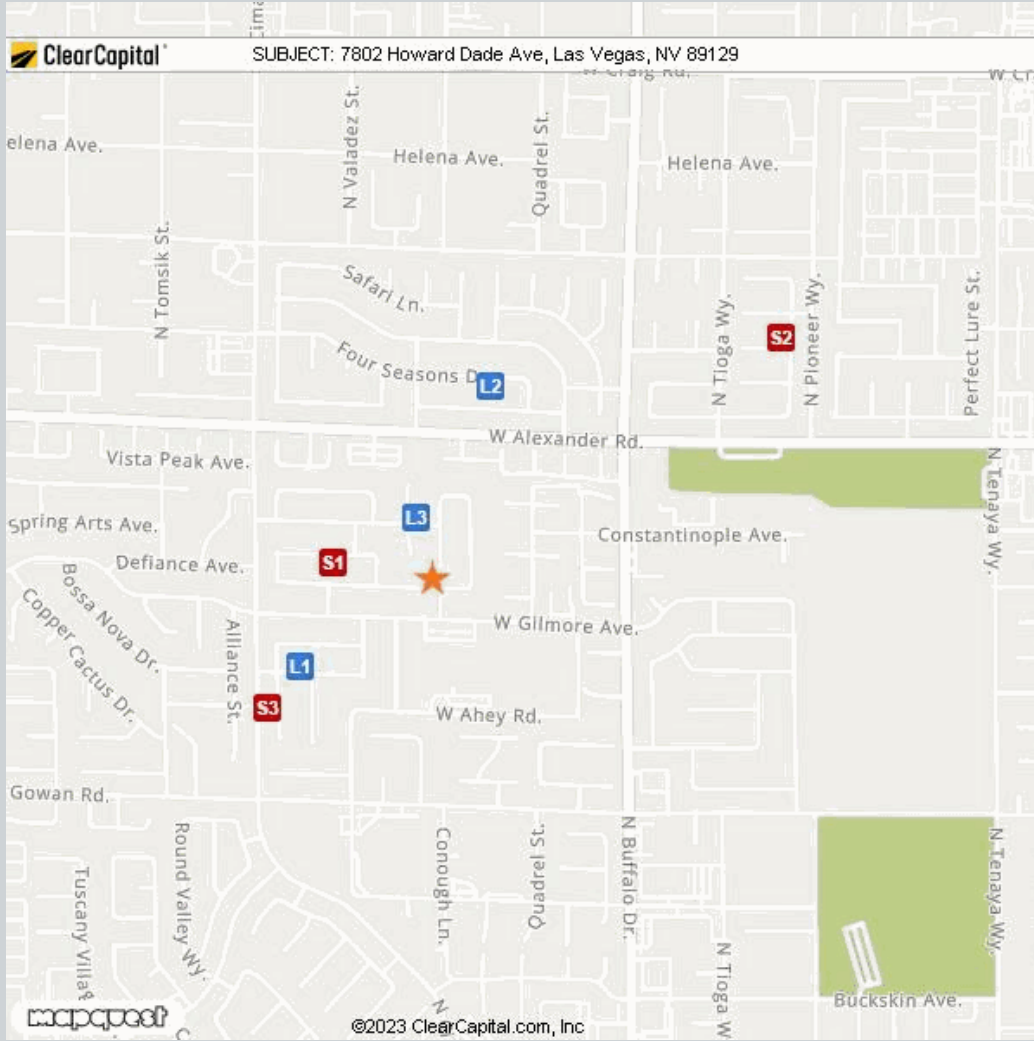 ClearCapital®
SUBJECT: 7802 Howard Dade Ave, Las Vegas, NV 89129
W Craig Rd.
N Valadez St.
Quadrel St.
elena Ave.
Helena Ave.
Helena Ave.
N Tomsik St.
Safari Ln.
N Tioga Wy.
N Pioneer Wy.
Perfect Lure St.
S2
Four Seasons D
L2
W Alexander Rd.
Vista Peak Ave.
N Tenaya Wy.
L3
Spring Arts Ave.
Constantinople Ave.
Defiance Ave.
S1
Bossa Nova Dr.
Copper Cactus Dr.
W Gilmore Ave.
Alliance St.
L1
S3
W Ahey Rd.
Gowan Rd.
Round Valley Wy.
Conough Ln.
Quadrel St.
N Buffalo Dr.
N Tenaya Wy.
Tuscany Villag
N Tioga W
Buckskin Ave.
mapquest
©2023 ClearCapital.com, Inc